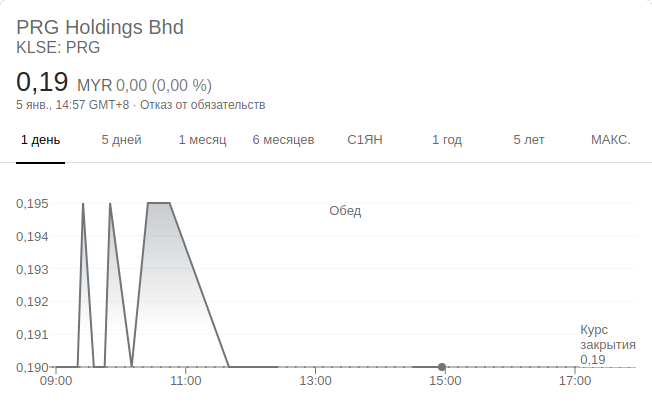 PRG Holdings Bhd
KLSE: PRG
0,19 MYR 0,00 (0,00 %)
5 янв., 14:57 GMT+8 · Отказ от обязательств
1 день 5 дней 1 месяц 6 месяцев С1ЯН 1 год 5 лет МАКС.
0,195
Обед
0,194
0,193
0,192
0,191
Курс
закрытия
0,19
0,190
09:00 11:00 13:00 15:00 17:00